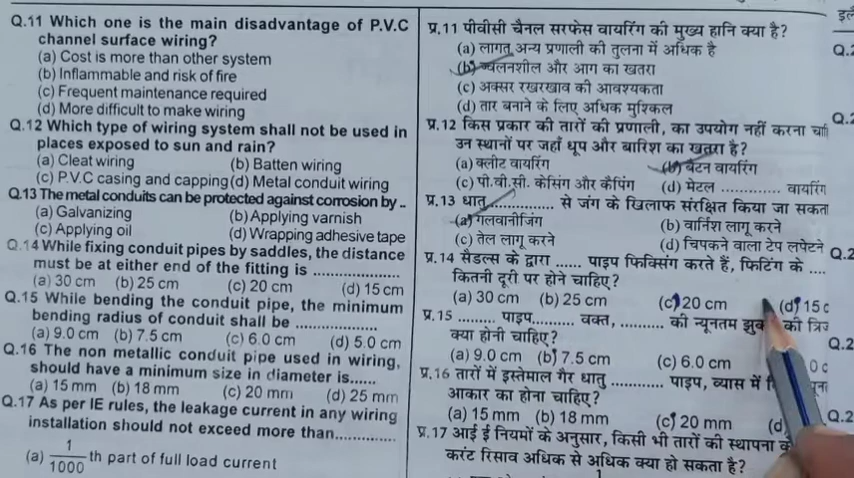 Q.11 Which one is the main disadvantage of P.V.C
channel surface wiring?
(a) Cost is more than other system
(b) Inflammable and risk of fire
(c) Frequent maintenance required
(d) More difficult to make wiring
Q.12 Which type of wiring system shall not be used in
places exposed to sun and rain?
(a) Cleat wiring (b) Batten wiring
(c) P.V.C casing and capping (d) Metal conduit wiring
Q.13 The metal conduits can be protected against corrosion by ..
(a) Galvanizing (b) Applying varnish
(c) Applying oil (d) Wrapping adhesive tape
Q.14 While fixing conduit pipes by saddles, the distance
must be at either end of the fitting is ...................
(a) 30 cm (b) 25 cm (c) 20 cm (d) 15 cm
Q.15 While bending the conduit pipe, the minimum
bending radius of conduit shall be ....................
(a) 9.0 cm (b) 7.5 cm (c) 6.0 cm (d) 5.0 cm
Q.16 The non metallic conduit pipe used in wiring,
should have a minimum size in diameter is......
(a) 15 mm (b) 18 mm (c) 20 mm (d) 25 mm
Q.17 As per IE rules, the leakage current in any wiring
installation should not exceed more than..............
(a) 1/1000 th part of full load current
प्र.11 पीवीसी चैनल सरफेस वायरिंग की मुख्य हानि क्या है?
(a) लागत अन्य प्रणाली की तुलना में अधिक है
(b) ज्वलनशील और आग का खतरा
(c) अक्सर रखरखाव की आवश्यकता
(d) तार बनाने के लिए अधिक मुश्किल
प्र.12 किस प्रकार की तारों की प्रणाली, का उपयोग नहीं करना
उन स्थानों पर जहाँ धूप और बारिश का खतरा है?
(a) क्लीट वायरिंग (b) बैटन वायरिंग
(c) पी.वी.सी. केसिंग और कैपिंग (d) मेटल .............. वायरिंग
प्र.13 धातु .............. से जंग के खिलाफ संरक्षित किया जा सकता
(a) गैलवानीजिंग (b) वार्निश लागू करने
(c) तेल लागू करने (d) चिपकने वाला टेप लपेटने
प्र.14 सैडल्स के द्वारा ...... पाइप फिक्सिंग करते हैं, फिटिंग के ....
कितनी दूरी पर होने चाहिए?
(a) 30 cm (b) 25 cm (c) 20 cm (d) 15
प्र.15 ......... पाइप.......... वक्त, .......... की न्यूनतम की
क्या होनी चाहिए?
(a) 9.0 cm (b) 7.5 cm (c) 6.0 cm
प्र.16 तारों में इस्तेमाल गैर धातु ............ पाइप, व्यास में
आकार का होना चाहिए?
(a) 15 mm (b) 18 mm (c) 20 mm (d)
प्र.17 आई ई नियमों के अनुसार, किसी भी तारों की स्थापना
करंट रिसाव अधिक से अधिक क्या हो सकता है?
Q.2
Q.2
Q.2
Q.2